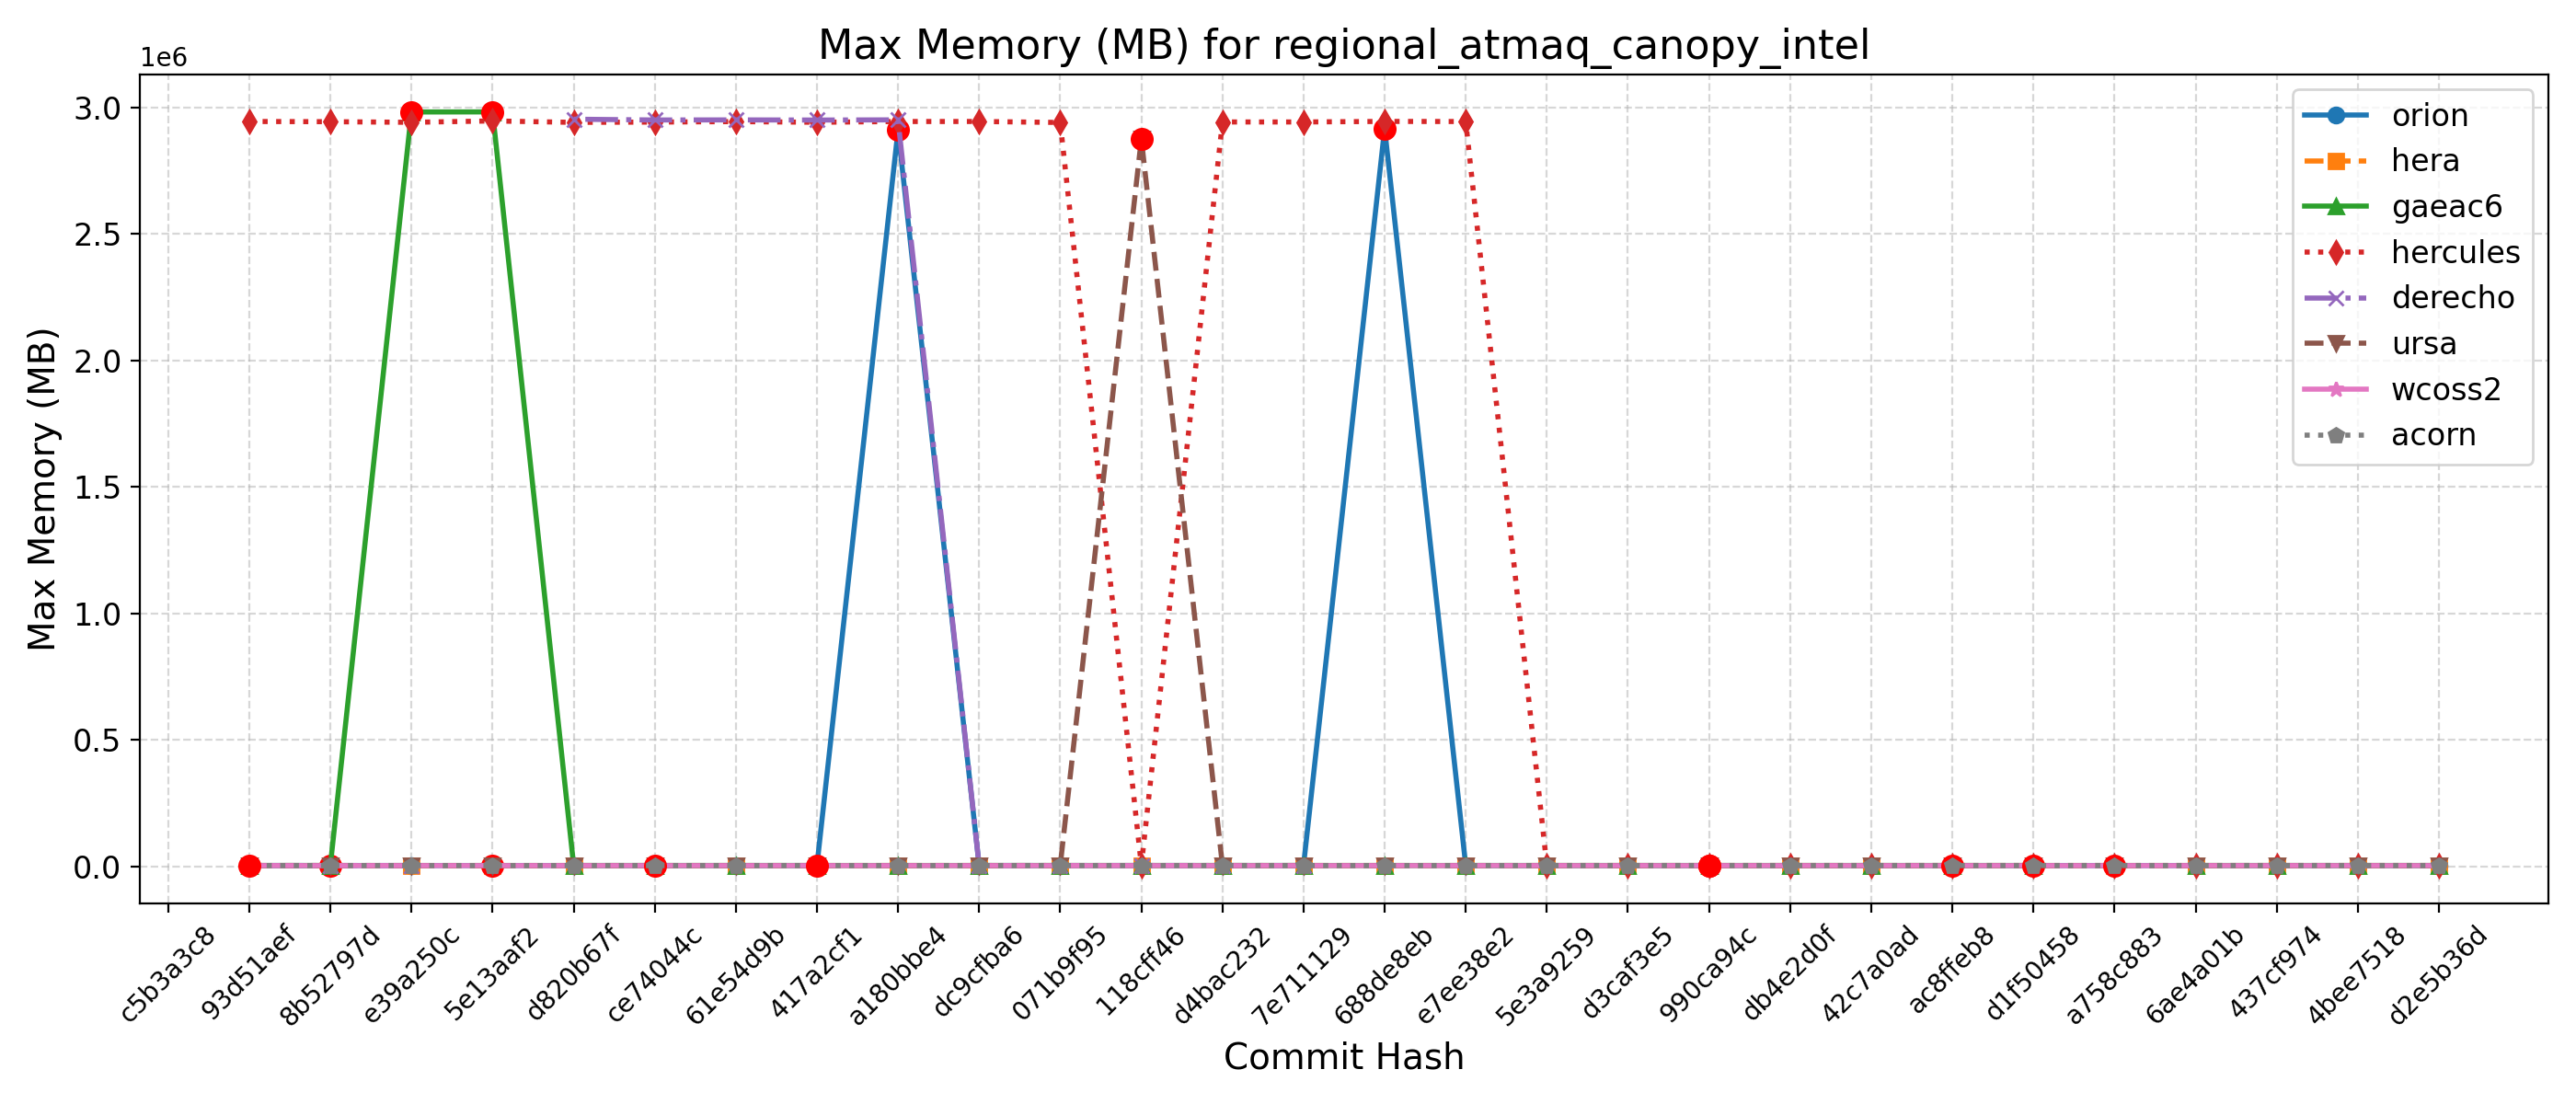 Max Memory (MB) for regional_atmaq_canopy_intel
1e6
3.0
2.5
2.0
1.5
1.0
0.5
0.0
Max Memory (MB)
orion
hera
gaeac6
hercules
derecho
ursa
wcoss2
acorn
c5b3a3c8
93d51aef
8b52797d
e39a250c
5e13aaf2
d820b67f
ce74044c
61e54d9b
417a2cf1
a180bbe4
dc9cfba6
071b9f95
118cff46
d4bac232
7e711129
688de8eb
e7ee38e2
5e3a9259
d3caf3e5
990ca94c
db4e2d0f
42c7a0ad
ac8ffeb8
d1f50458
a758c883
6ae4a01b
437cf974
4bee7518
d2e5b36d
Commit Hash